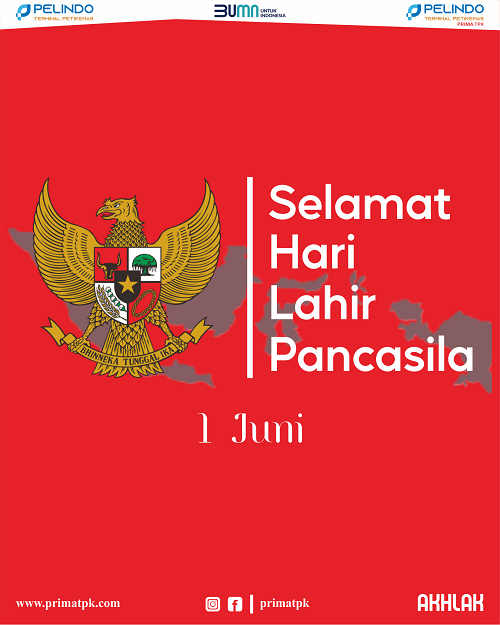 PELINDO
TERMINAL PETIKEMAS
BUMN UNTUK INDONESIA
PELINDO
TERMINAL PETIKEMAS
PRIMA TPK
Selamat
Hari
Lahir
Pancasila
BHINNEKA TUNGGAL IKA
1 Juni
www.primatpk.com
primatpk
AKHLAK